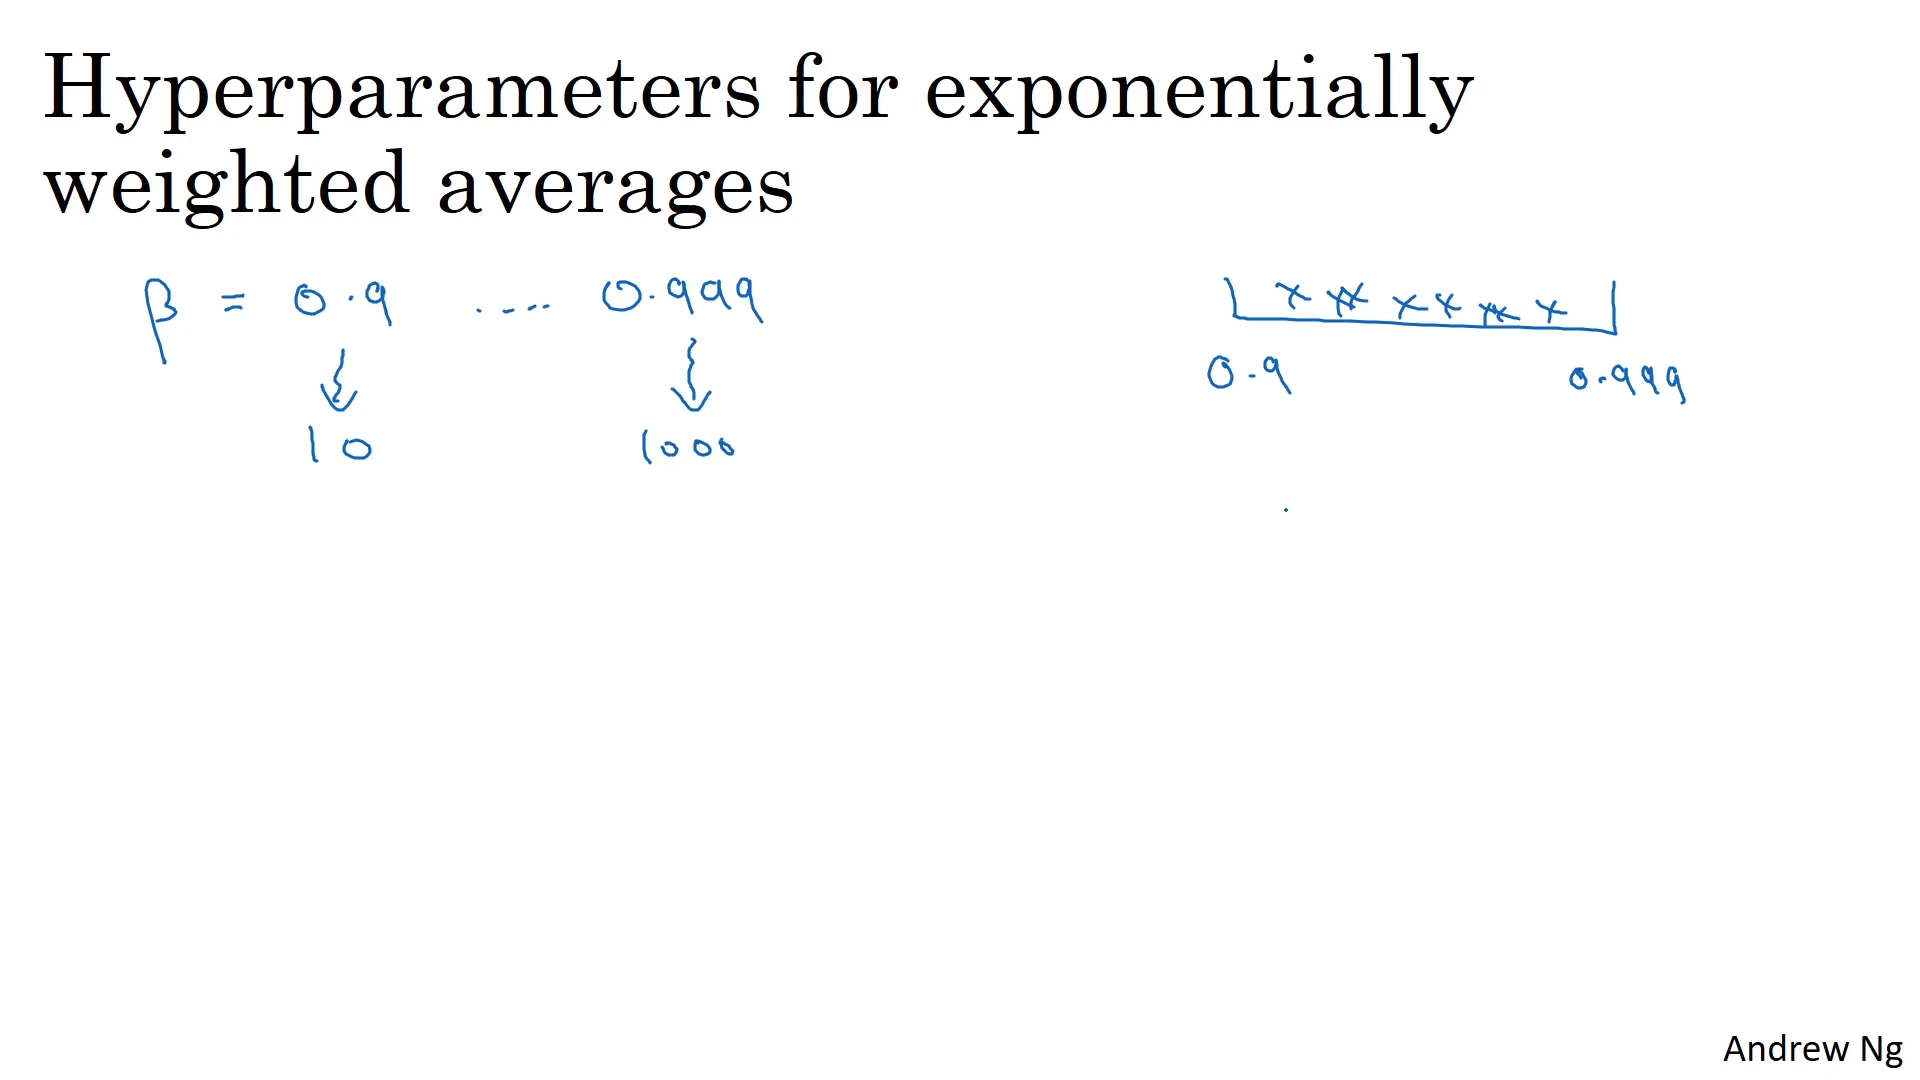 Hyperparameters for exponentially
weighted averages
β = 0.9 .... 0.999
10 1000
0.9 0.999
Andrew Ng